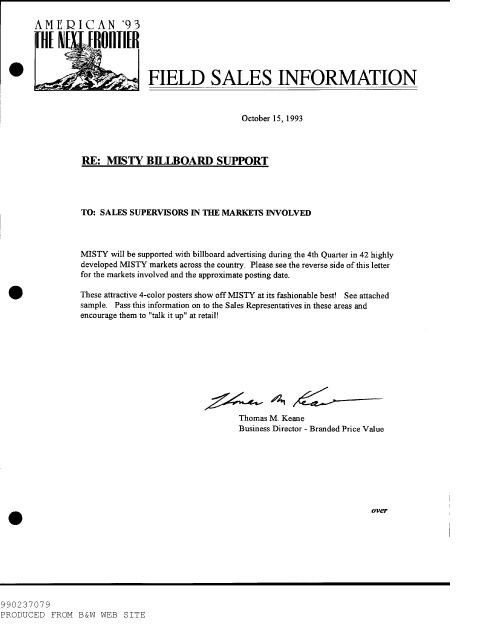 AMERICAN '93
THE NEXT FRONTIER
FIELD SALES INFORMATION
October 15, 1993
RE: MISTY BILLBOARD SUPPORT
TO: SALES SUPERVISORS IN THE MARKETS INVOLVED
MISTY will be supported with billboard advertising during the 4th Quarter in 42 highly
developed MISTY markets across the country. Please see the reverse side of this letter
for the markets involved and the approximate posting date.
These attractive 4-color posters show off MISTY at its fashionable best! See attached
sample. Pass this information on to the Sales Representatives in these areas and
encourage them to "talk it up" at retail!
Thomas M. Keane
Thomas M. Keane
Business Director - Branded Price Value
over
990237079
PRODUCED FROM B&W WEB SITE